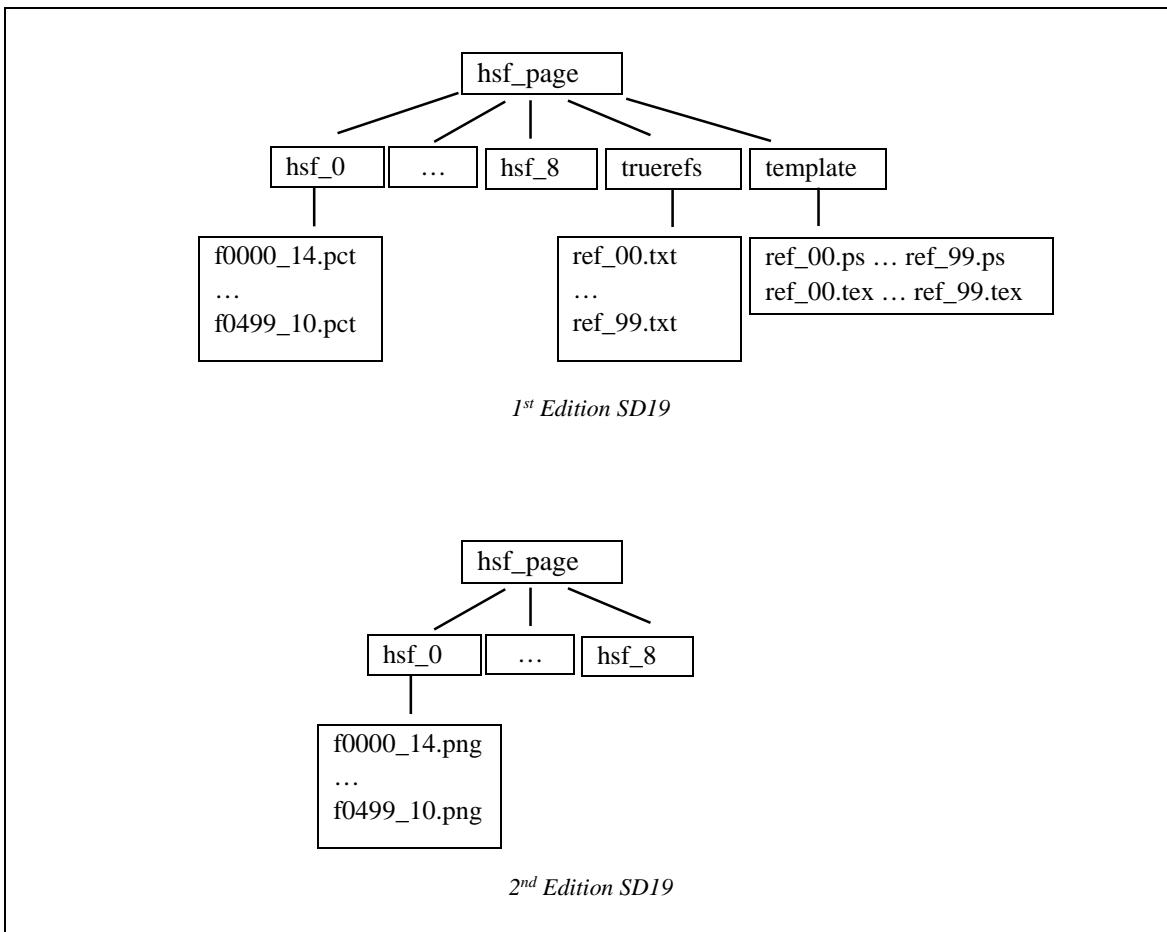 hsf_page
hsf_0 … hsf_8 truerefs template
f0000_14.pct
…
f0499_10.pct
ref_00.txt
…
ref_99.txt
ref_00.ps … ref_99.ps
ref_00.tex … ref_99.tex
1st Edition SD19
hsf_page
hsf_0 … hsf_8
f0000_14.png
…
f0499_10.png
2nd Edition SD19